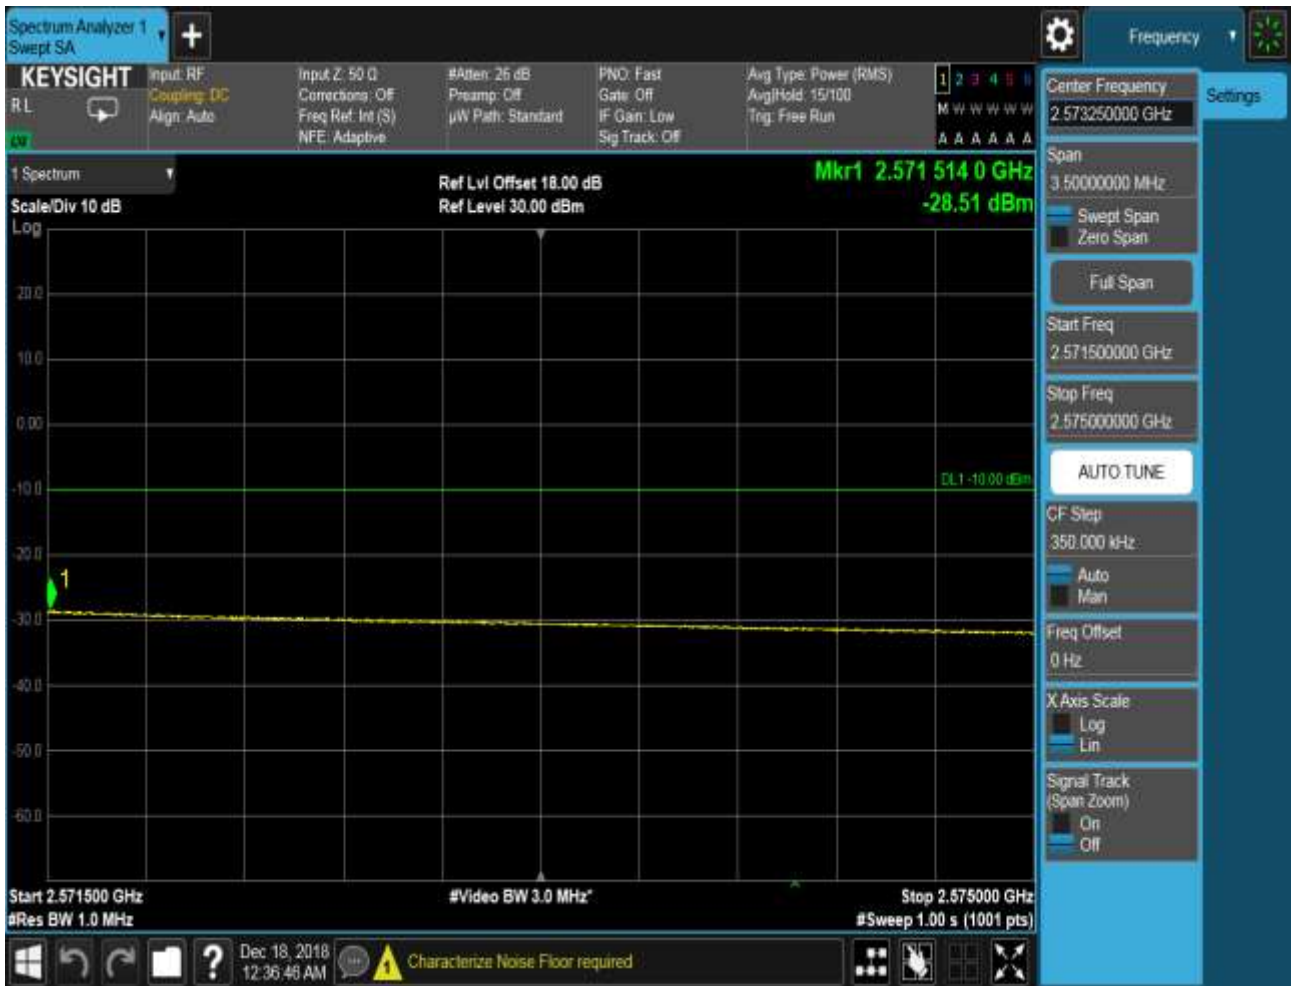 Spectrum Analyzer 1
Swept SA
+
Frequency
KEYSIGHT
R L
Input: RF
Coupling: DC
Align: Auto
Input Z: 50 Ω
Corrections: Off
Freq Ref: Int (S)
NFE: Adaptive
#Atten: 26 dB
Preamp: Off
µW Path: Standard
PNO: Fast
Gate: Off
IF Gain: Low
Sig Track: Off
Avg Type: Power (RMS)
Avg|Hold: 15/100
Trig: Free Run
1 2 3 4 5 6
M W W W W W
A A A A A A
1 Spectrum
Scale/Div 10 dB
Log
Ref Lvl Offset 18.00 dB
Ref Level 30.00 dBm
Mkr1 2.571 514 0 GHz
-28.51 dBm
20.0
10.0
0.00
-10.0
DL1 -10.00 dBm
-20.0
1
-30.0
-40.0
-50.0
-60.0
Start 2.571500 GHz
#Res BW 1.0 MHz
#Video BW 3.0 MHz*
Stop 2.575000 GHz
#Sweep 1.00 s (1001 pts)
Center Frequency
2.573250000 GHz
Settings
Span
3.50000000 MHz
Swept Span
Zero Span
Full Span
Start Freq
2.571500000 GHz
Stop Freq
2.575000000 GHz
AUTO TUNE
CF Step
350.000 kHz
Auto
Man
Freq Offset
0 Hz
X Axis Scale
Log
Lin
Signal Track
(Span Zoom)
On
Off
?
Dec 18, 2018
12:36:46 AM
1
Characterize Noise Floor required